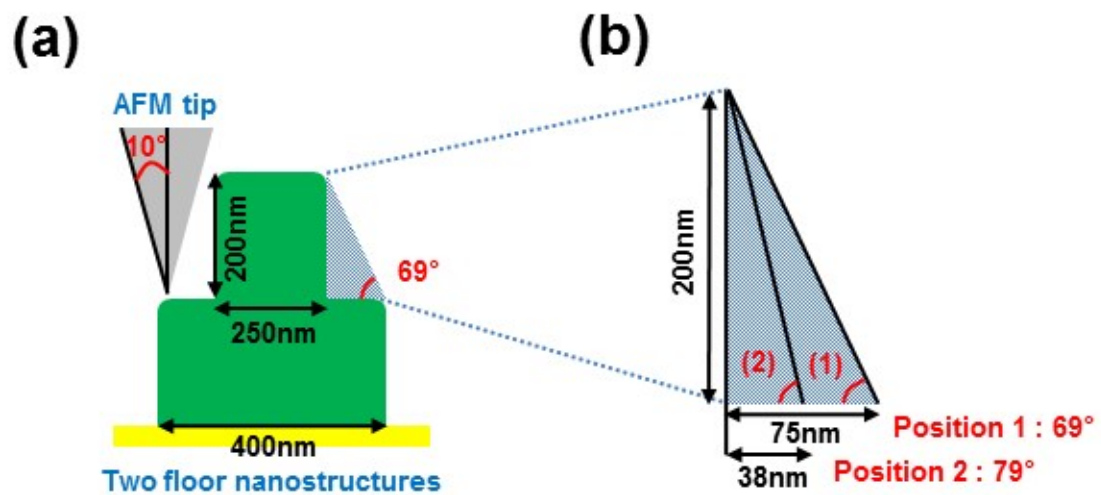 (a)
AFM tip
10°
200nm
69°
250nm
400nm
Two floor nanostructures
(b)
200nm
(2)
(1)
75nm
Position 1 : 69°
38nm
Position 2 : 79°